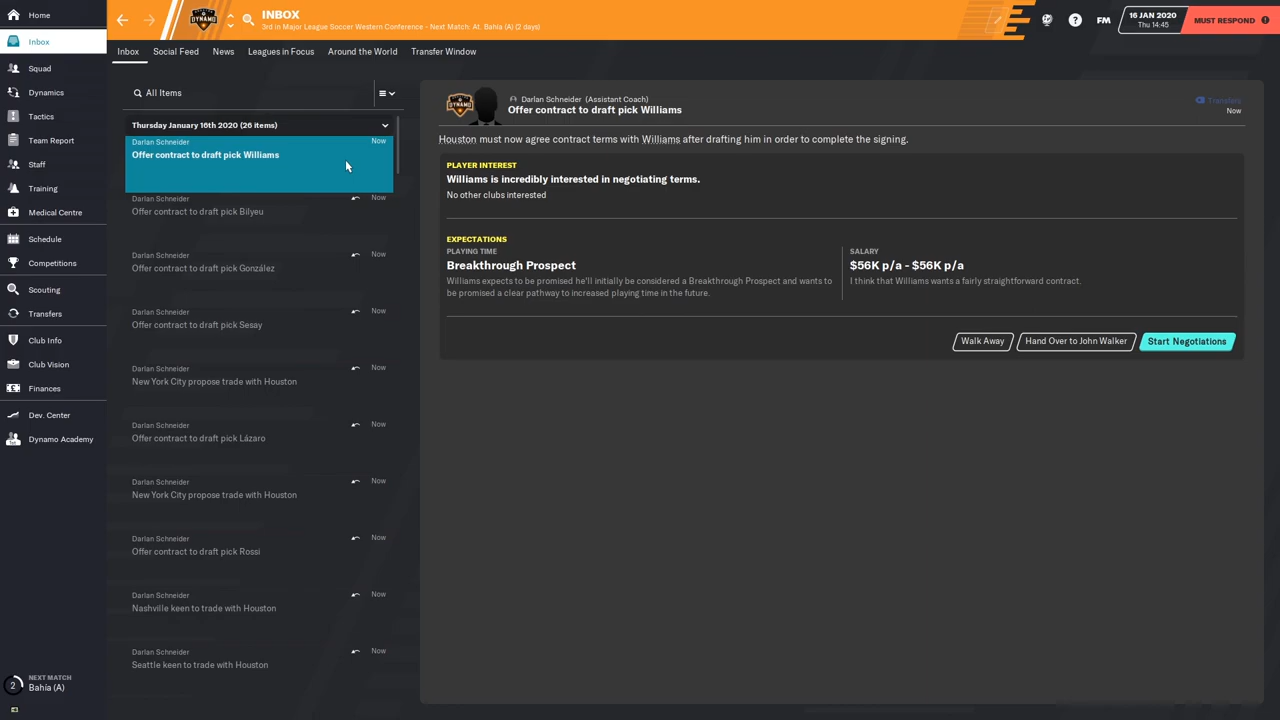 Home
Inbox
Squad
Dynamics
Tactics
Team Report
Staff
Training
Medical Centre
Schedule
Competitions
Scouting
Transfers
Club Info
Club Vision
Finances
Dev. Center
Dynamo Academy
2
NEXT MATCH
Bahía (A)
DYNAMO
INBOX
3rd in Major League Soccer Western Conference - Next Match: At. Bahía (A) (2 days)
?
FM
16 JAN 2020
Thu 14:45
MUST RESPOND
Inbox
Social Feed
News
Leagues in Focus
Around the World
Transfer Window
All Items
Thursday January 16th 2020 (26 items)
Darlan Schneider
Now
Offer contract to draft pick Williams
Darlan Schneider
Now
Offer contract to draft pick Bilyeu
Darlan Schneider
Now
Offer contract to draft pick González
Darlan Schneider
Now
Offer contract to draft pick Sesay
Darlan Schneider
Now
New York City propose trade with Houston
Darlan Schneider
Now
Offer contract to draft pick Lázaro
Darlan Schneider
Now
New York City propose trade with Houston
Darlan Schneider
Now
Offer contract to draft pick Rossi
Darlan Schneider
Now
Nashville keen to trade with Houston
Darlan Schneider
Now
Seattle keen to trade with Houston
DYNAMO
Darlan Schneider (Assistant Coach)
Offer contract to draft pick Williams
Transfers
Now
Houston must now agree contract terms with Williams after drafting him in order to complete the signing.
PLAYER INTEREST
Williams is incredibly interested in negotiating terms.
No other clubs interested
EXPECTATIONS
PLAYING TIME
Breakthrough Prospect
Williams expects to be promised he'll initially be considered a Breakthrough Prospect and wants to
be promised a clear pathway to increased playing time in the future.
SALARY
$56K p/a - $56K p/a
I think that Williams wants a fairly straightforward contract.
Walk Away
Hand Over to John Walker
Start Negotiations